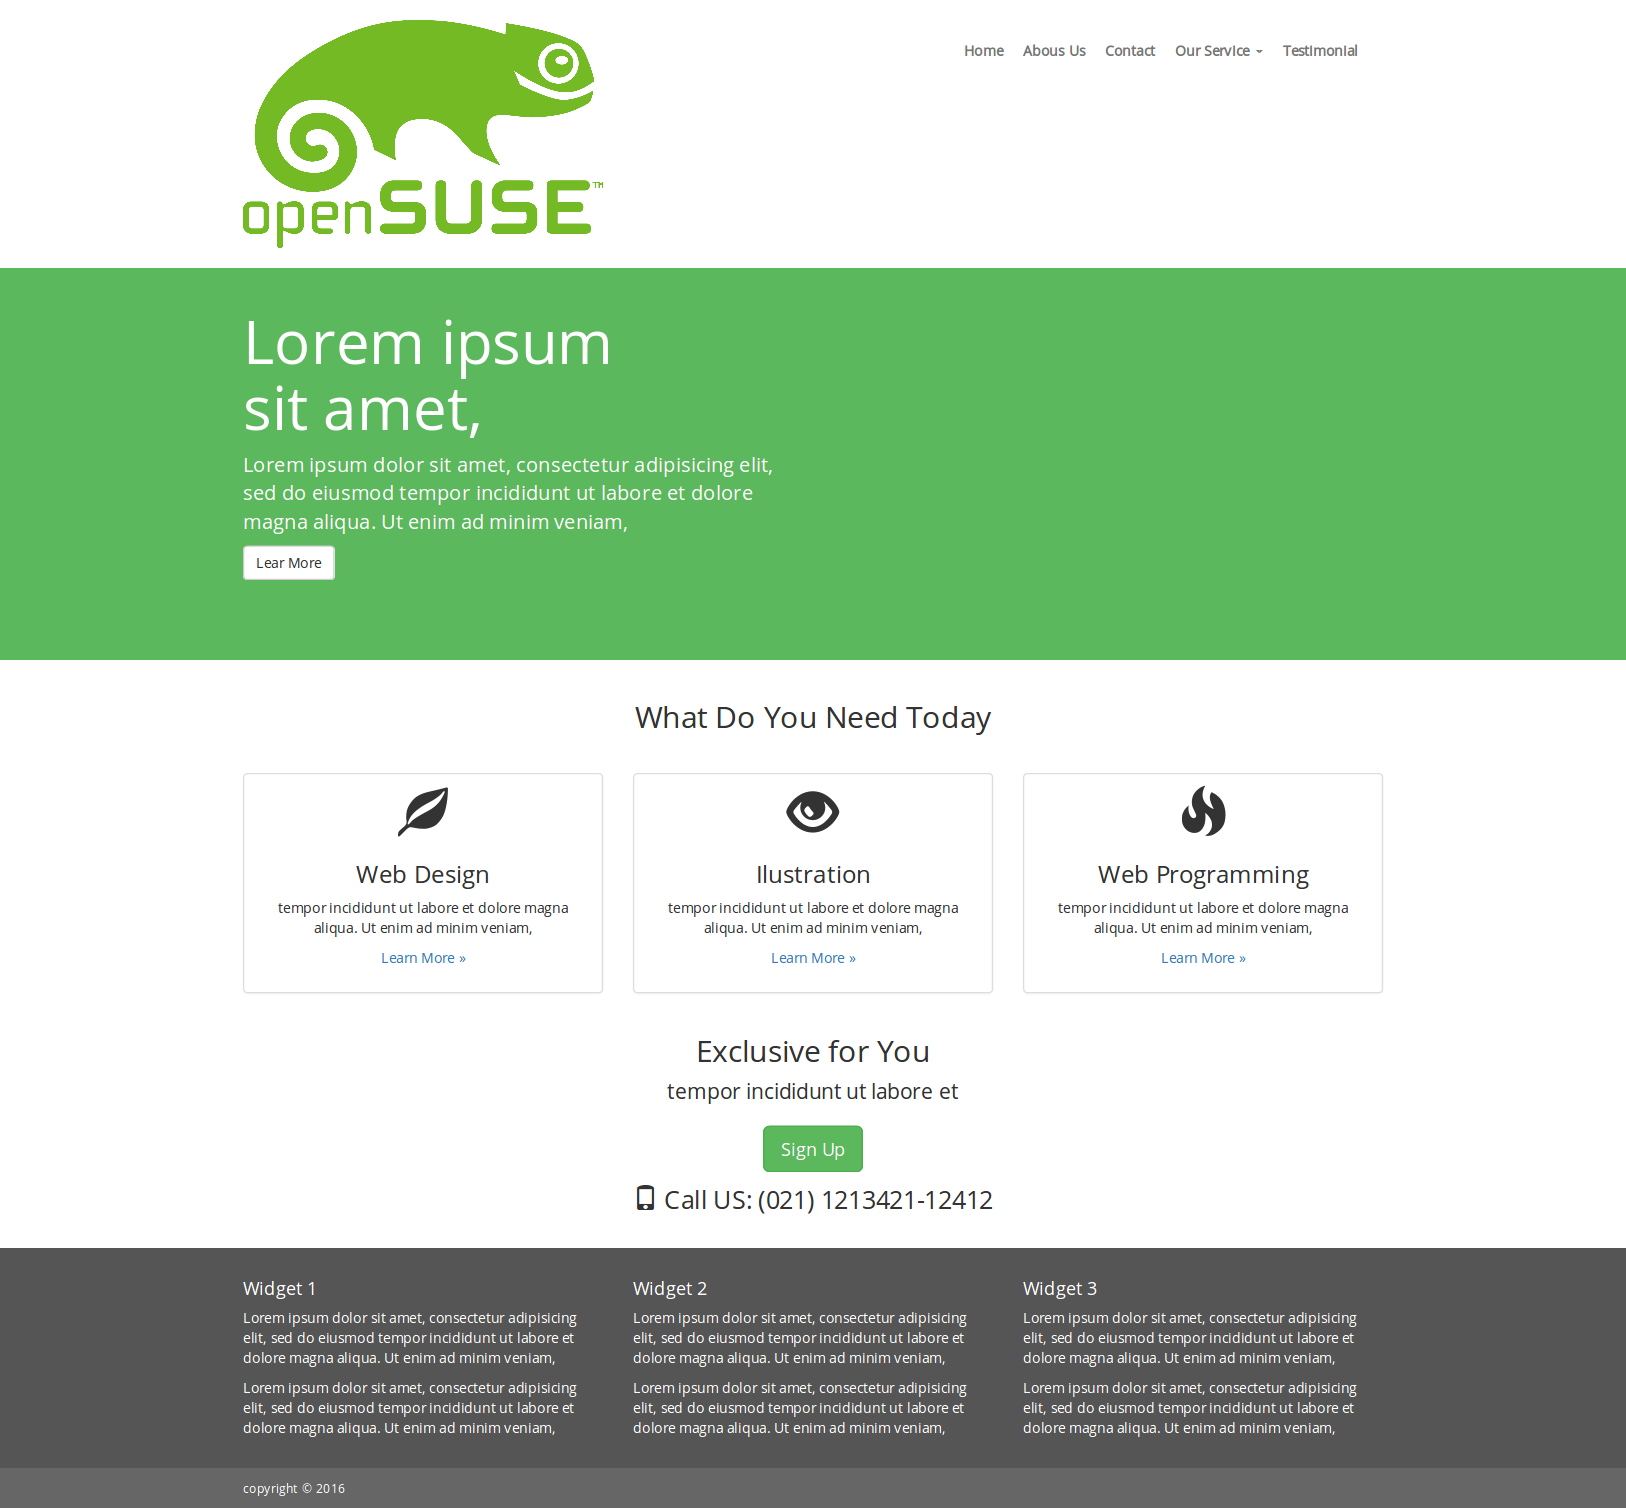 openSUSE™
Home Abous Us Contact Our Service Testimonial
Lorem ipsum
sit amet,
Lorem ipsum dolor sit amet, consectetur adipisicing elit,
sed do eiusmod tempor incididunt ut labore et dolore
magna aliqua. Ut enim ad minim veniam,
Lear More
What Do You Need Today
Web Design
tempor incididunt ut labore et dolore magna
aliqua. Ut enim ad minim veniam,
Learn More »
Ilustration
tempor incididunt ut labore et dolore magna
aliqua. Ut enim ad minim veniam,
Learn More »
Web Programming
tempor incididunt ut labore et dolore magna
aliqua. Ut enim ad minim veniam,
Learn More »
Exclusive for You
tempor incididunt ut labore et
Sign Up
Call US: (021) 1213421-12412
Widget 1
Lorem ipsum dolor sit amet, consectetur adipisicing
elit, sed do eiusmod tempor incididunt ut labore et
dolore magna aliqua. Ut enim ad minim veniam,
Lorem ipsum dolor sit amet, consectetur adipisicing
elit, sed do eiusmod tempor incididunt ut labore et
dolore magna aliqua. Ut enim ad minim veniam,
Widget 2
Lorem ipsum dolor sit amet, consectetur adipisicing
elit, sed do eiusmod tempor incididunt ut labore et
dolore magna aliqua. Ut enim ad minim veniam,
Lorem ipsum dolor sit amet, consectetur adipisicing
elit, sed do eiusmod tempor incididunt ut labore et
dolore magna aliqua. Ut enim ad minim veniam,
Widget 3
Lorem ipsum dolor sit amet, consectetur adipisicing
elit, sed do eiusmod tempor incididunt ut labore et
dolore magna aliqua. Ut enim ad minim veniam,
Lorem ipsum dolor sit amet, consectetur adipisicing
elit, sed do eiusmod tempor incididunt ut labore et
dolore magna aliqua. Ut enim ad minim veniam,
copyright © 2016